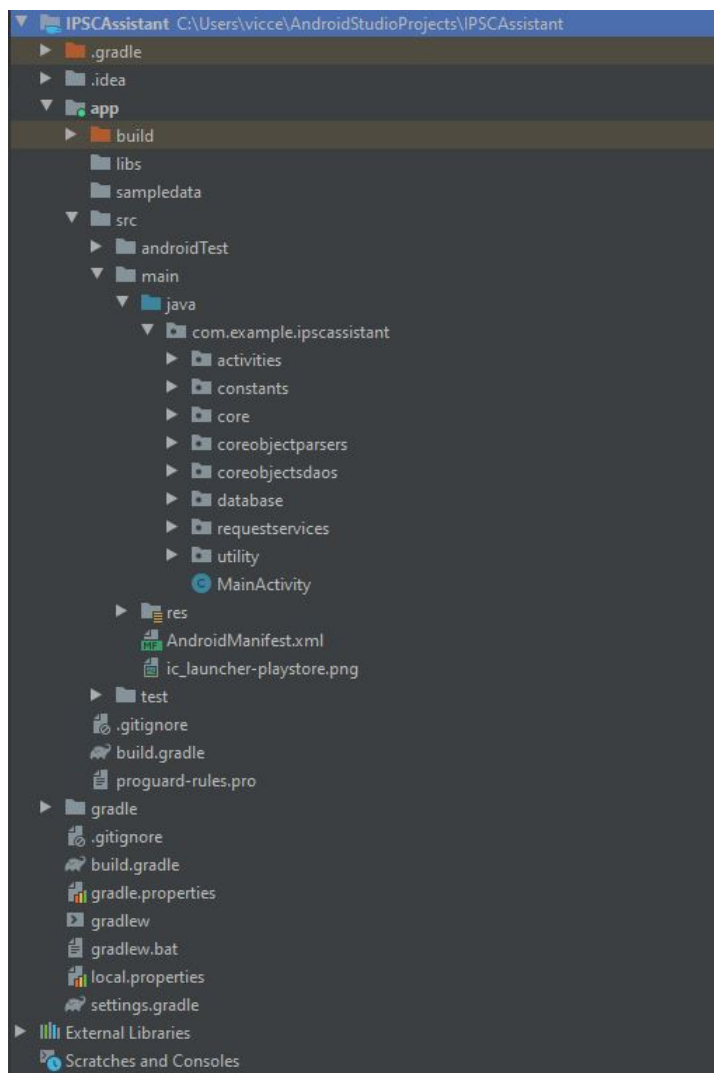 IPSCAssistant C:\Users\vicce\AndroidStudioProjects\IPSCAssistant
.gradle
.idea
app
build
libs
sampledata
src
androidTest
main
java
com.example.ipscassistant
activities
constants
core
coreobjectparsers
coreobjectsdaos
database
requestservices
utility
C MainActivity
res
MF AndroidManifest.xml
ic_launcher-playstore.png
test
.gitignore
build.gradle
proguard-rules.pro
gradle
.gitignore
build.gradle
gradle.properties
gradlew
gradlew.bat
local.properties
settings.gradle
External Libraries
Scratches and Consoles